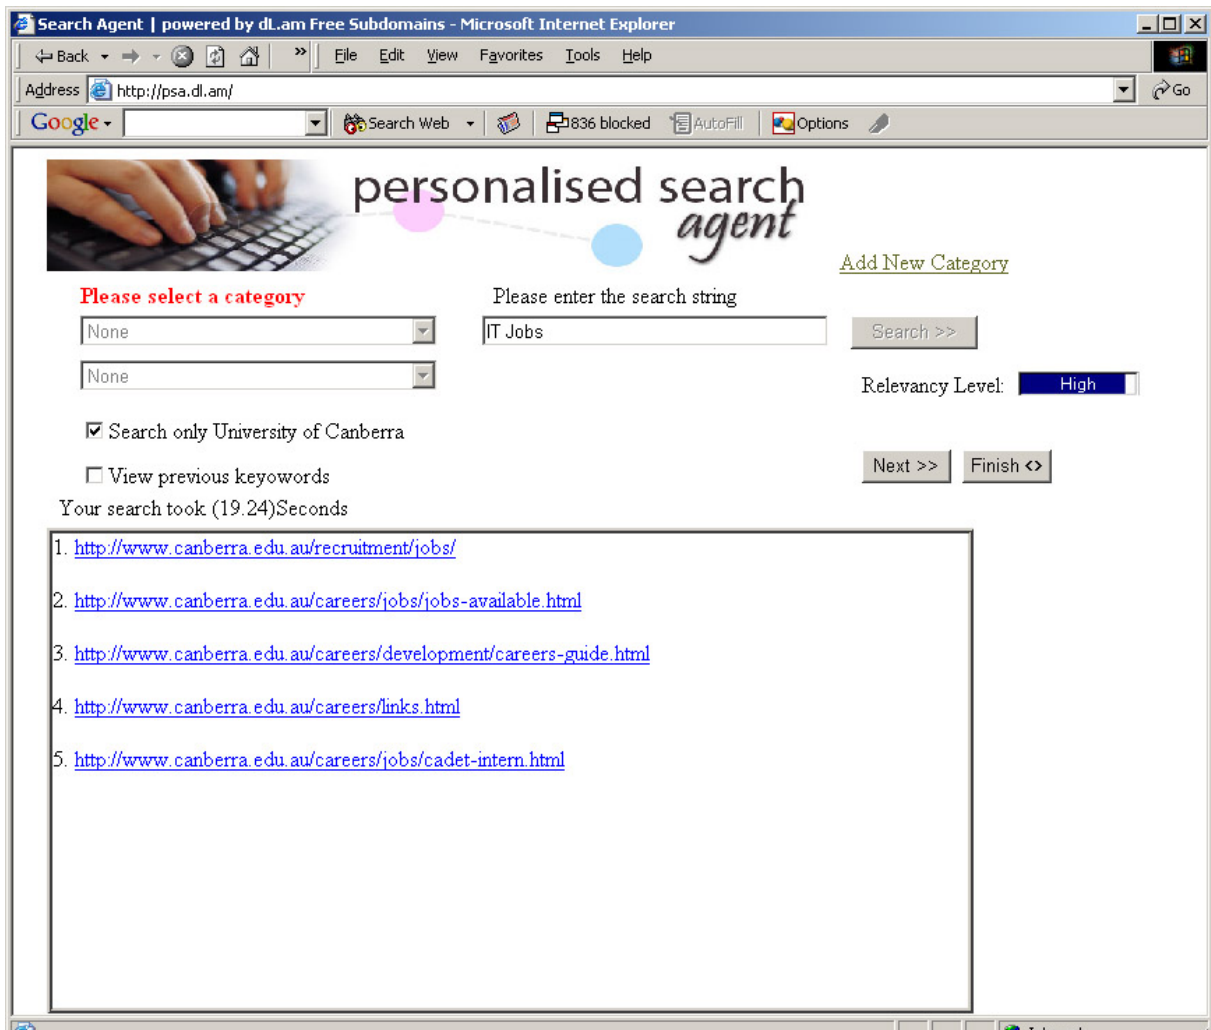 Search Agent | powered by dL.am Free Subdomains - Microsoft Internet Explorer
Back » File Edit View Favorites Tools Help
Address http://psa.dl.am/ Go
Google Search Web 836 blocked AutoFill Options
personalised search
agent
Add New Category
Please select a category Please enter the search string
None IT Jobs Search >>
None Relevancy Level: High
Search only University of Canberra
View previous keyowords Next >> Finish <>
Your search took (19.24)Seconds
1. http://www.canberra.edu.au/recruitment/jobs/
2. http://www.canberra.edu.au/careers/jobs/jobs-available.html
3. http://www.canberra.edu.au/careers/development/careers-guide.html
4. http://www.canberra.edu.au/careers/links.html
5. http://www.canberra.edu.au/careers/jobs/cadet-intern.html